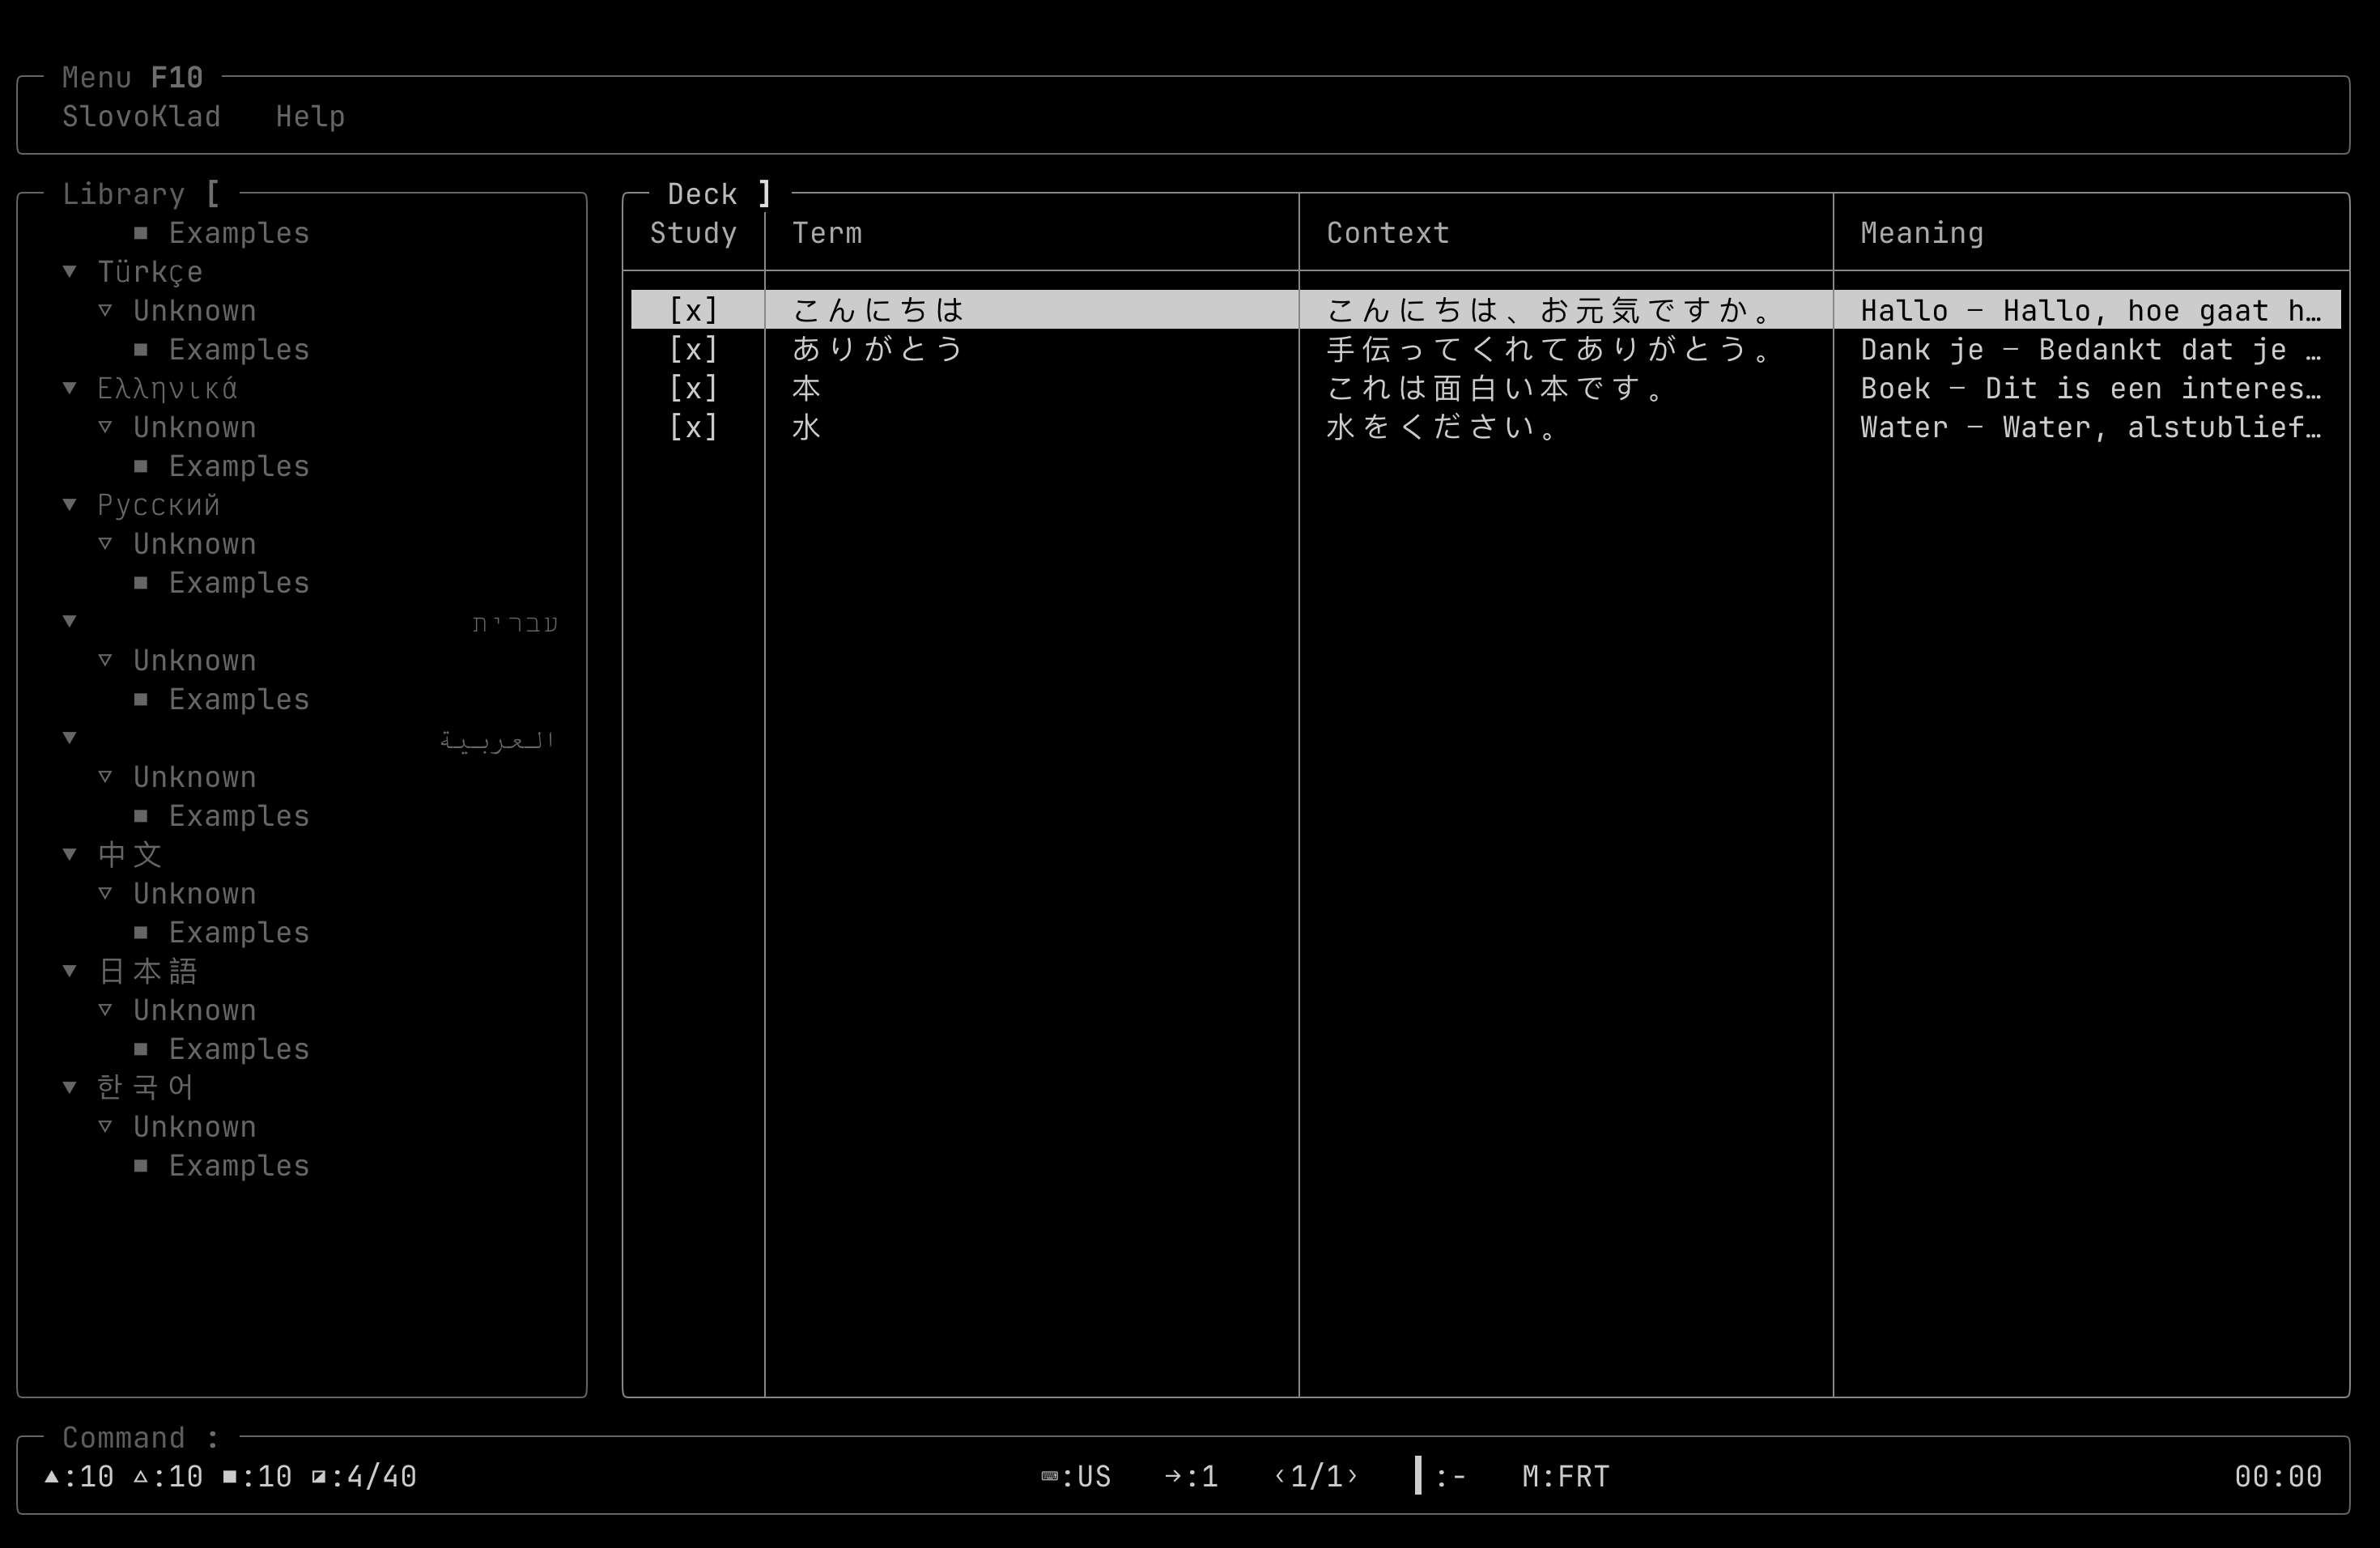 Menu F10
SlovoKlad Help
Library [
■ Examples
▼ Türkçe
▽ Unknown
■ Examples
▼ Ελληνικά
▽ Unknown
■ Examples
▼ Русский
▽ Unknown
■ Examples
▼ עברית
▽ Unknown
■ Examples
▼ العربية
▽ Unknown
■ Examples
▼ 中文
▽ Unknown
■ Examples
▼ 日本語
▽ Unknown
■ Examples
▼ 한국어
▽ Unknown
■ Examples
Deck ]
Study Term Context Meaning
[x] こんにちは こんにちは、お元気ですか。 Hallo — Hallo, hoe gaat h…
[x] ありがとう 手伝ってくれてありがとう。 Dank je — Bedankt dat je …
[x] 本 これは面白い本です。 Boek — Dit is een interes…
[x] 水 水をください。 Water — Water, alstublief…
Command :
▲:10 △:10 ■:10 ◪:4/40 ⌨:US →:1 ‹1/1› ▌:- M:FRT 00:00